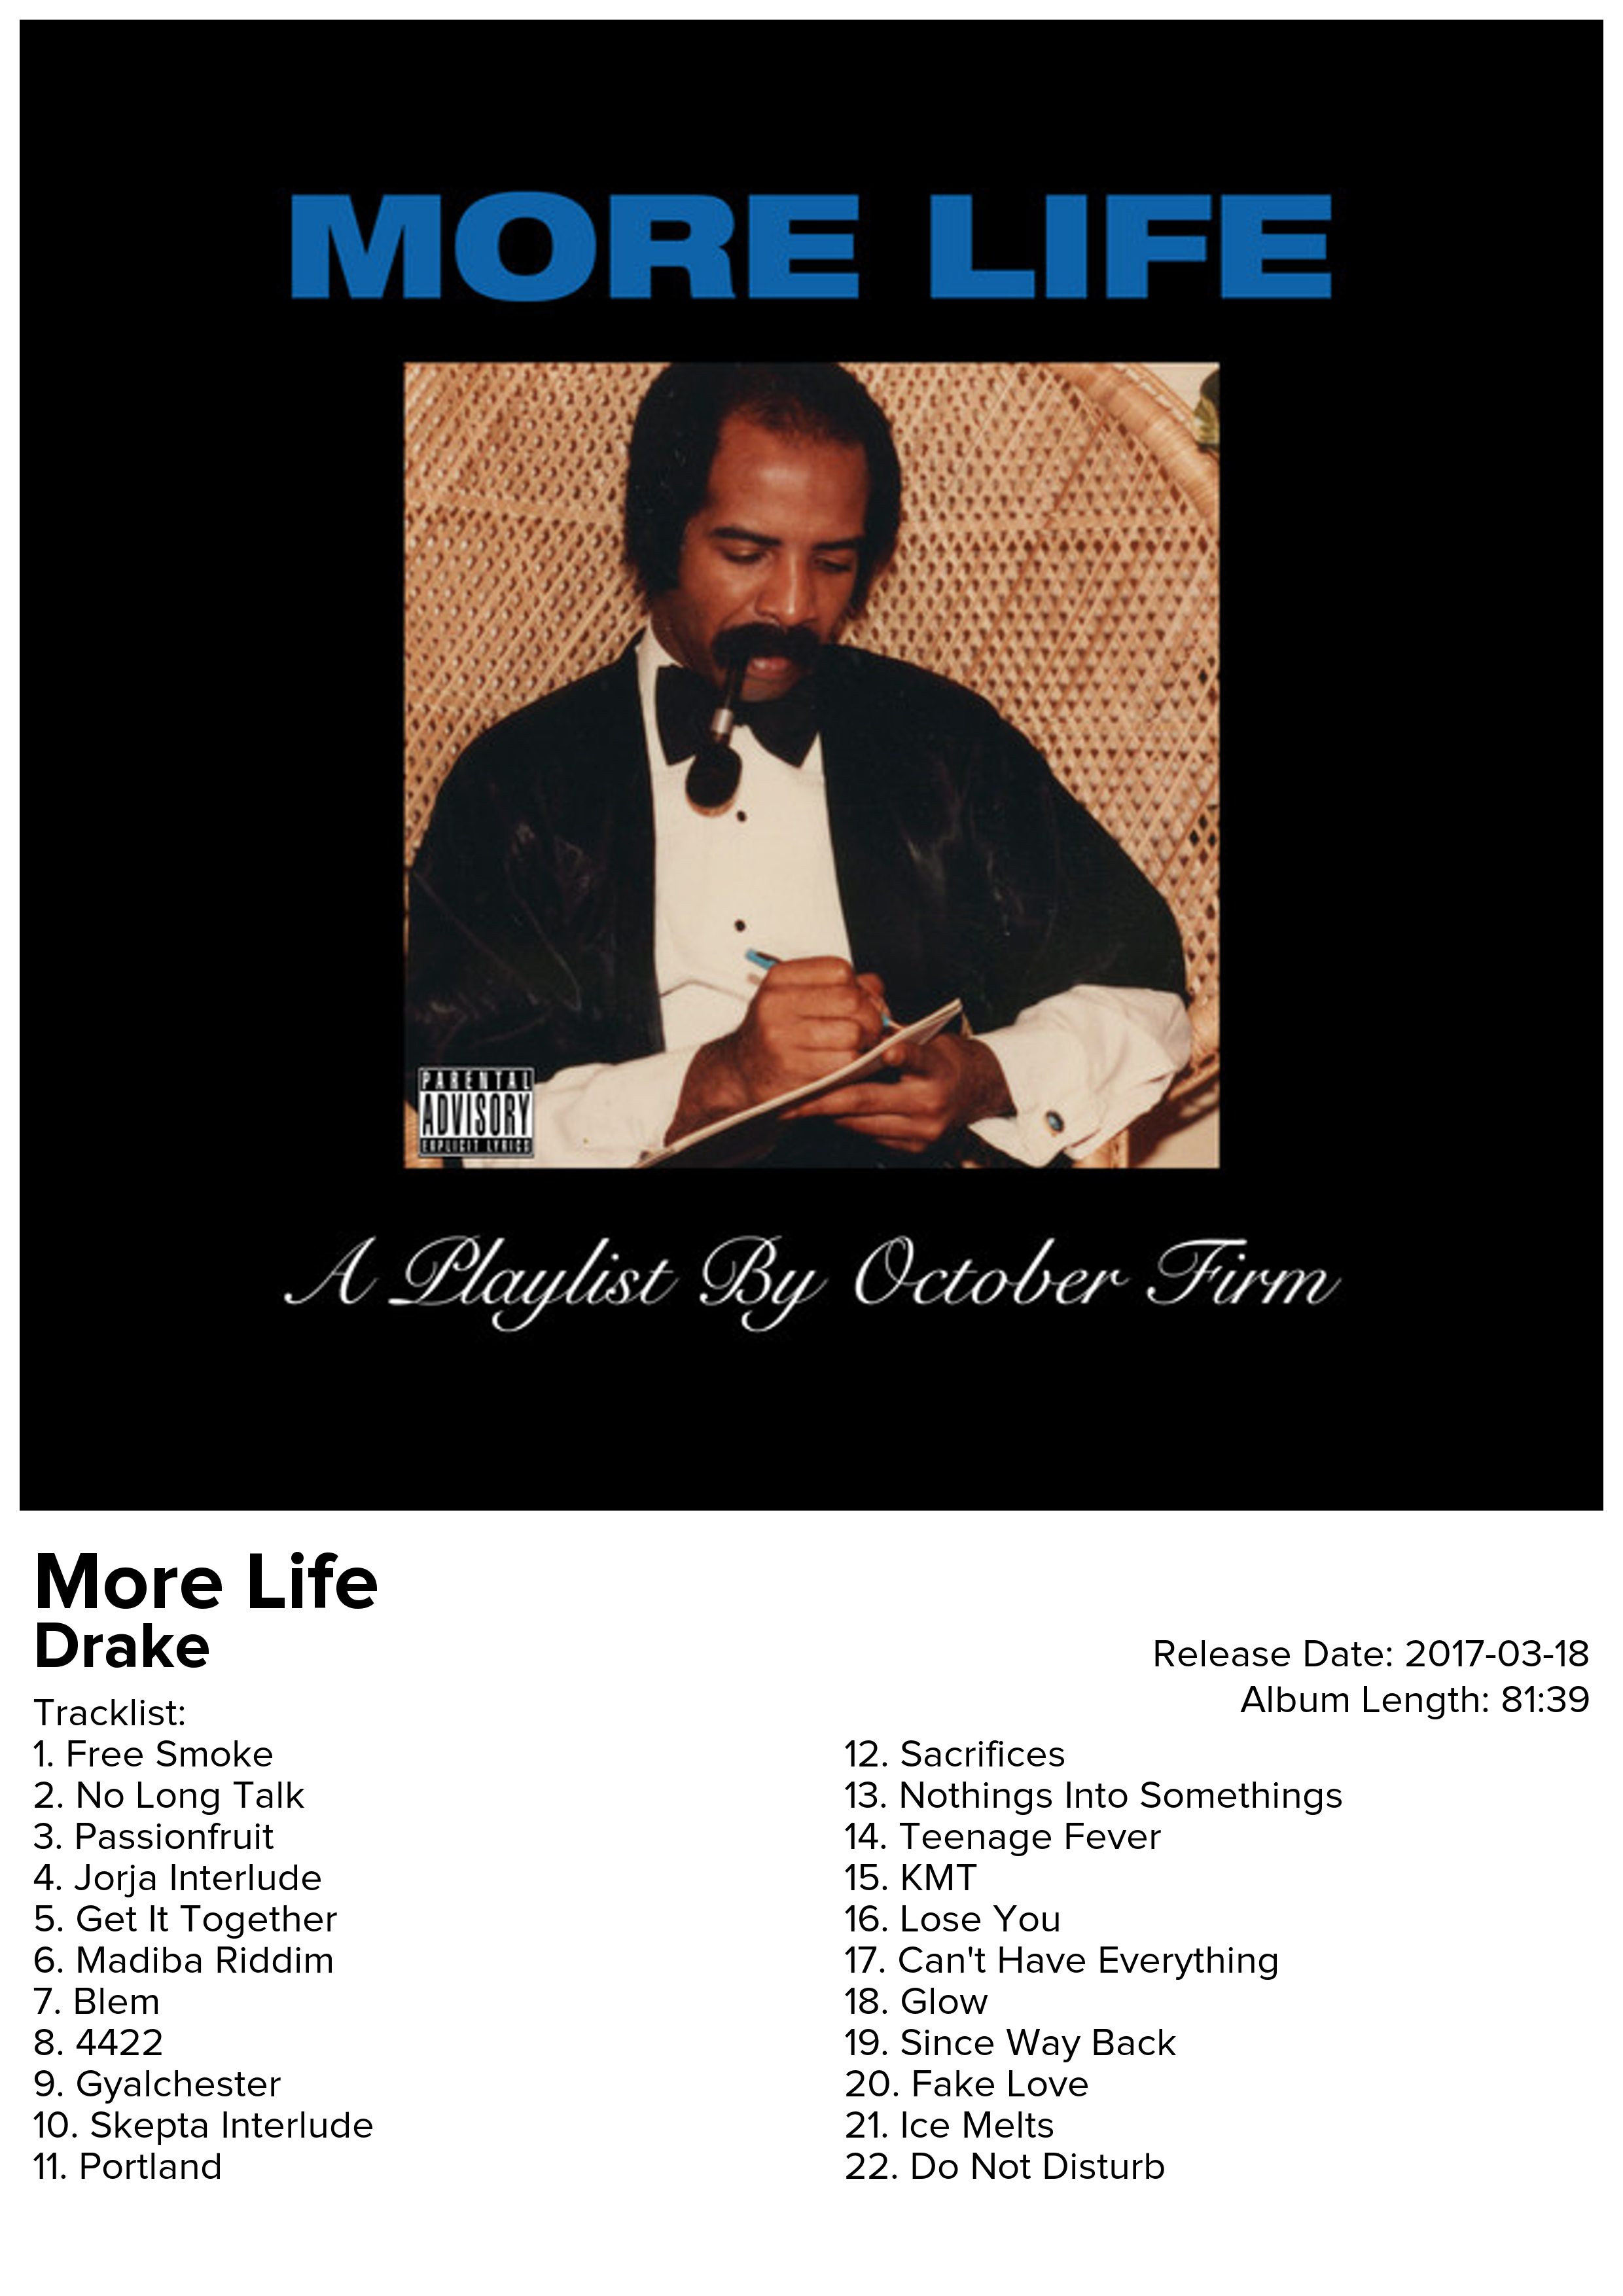 MORE LIFE
PARENTAL
ADVISORY
EXPLICIT LYRICS
A Playlist By October Firm
More Life
Drake
Release Date: 2017-03-18
Album Length: 81:39
Tracklist:
1. Free Smoke
2. No Long Talk
3. Passionfruit
4. Jorja Interlude
5. Get It Together
6. Madiba Riddim
7. Blem
8. 4422
9. Gyalchester
10. Skepta Interlude
11. Portland
12. Sacrifices
13. Nothings Into Somethings
14. Teenage Fever
15. KMT
16. Lose You
17. Can't Have Everything
18. Glow
19. Since Way Back
20. Fake Love
21. Ice Melts
22. Do Not Disturb